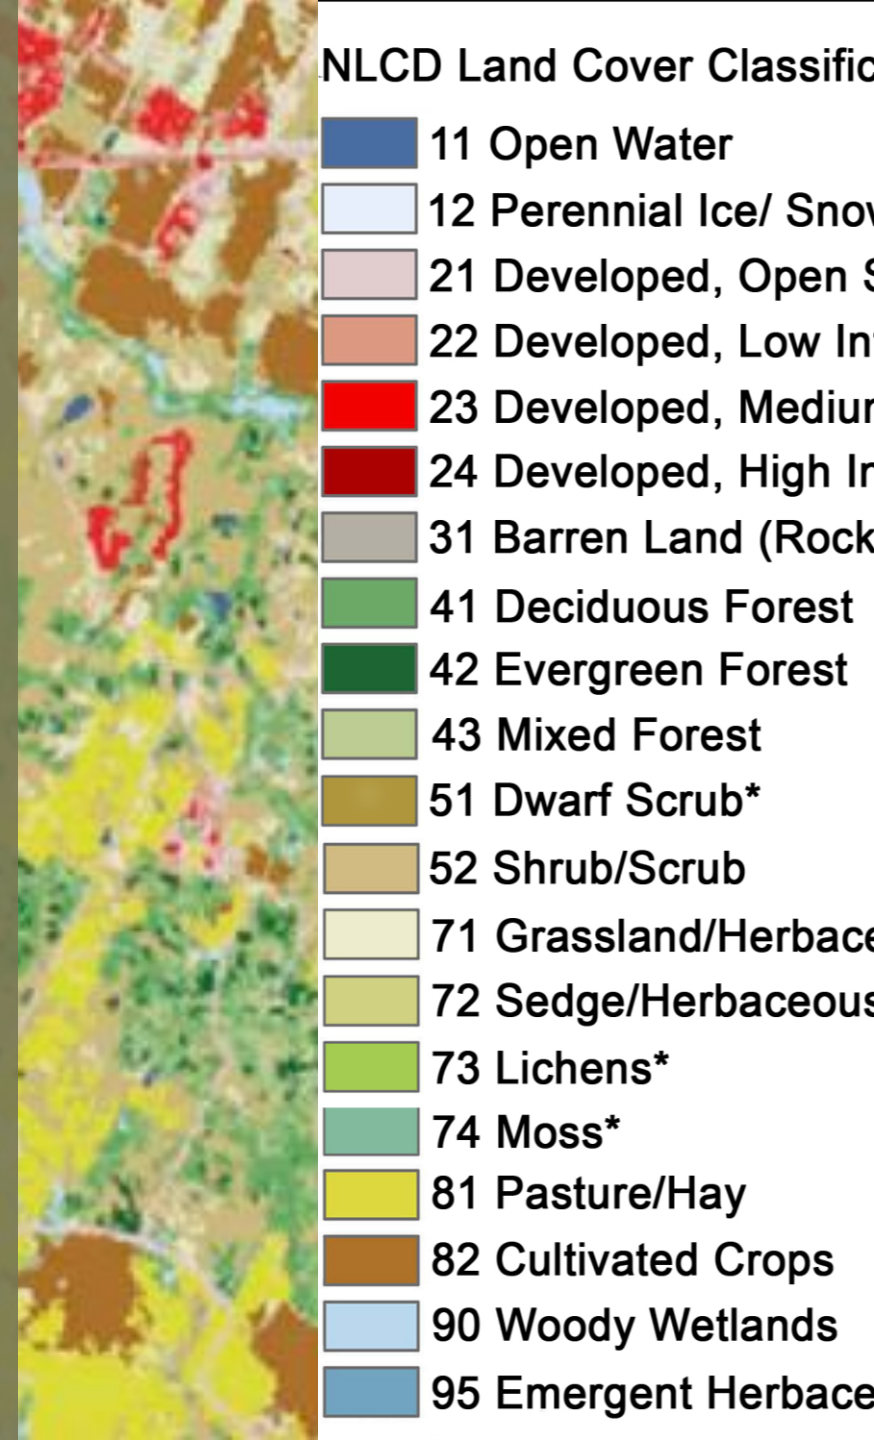 NLCD Land Cover Classific
11 Open Water
12 Perennial Ice/ Snow
21 Developed, Open S
22 Developed, Low Int
23 Developed, Medium
24 Developed, High In
31 Barren Land (Rock
41 Deciduous Forest
42 Evergreen Forest
43 Mixed Forest
51 Dwarf Scrub*
52 Shrub/Scrub
71 Grassland/Herbace
72 Sedge/Herbaceous
73 Lichens*
74 Moss*
81 Pasture/Hay
82 Cultivated Crops
90 Woody Wetlands
95 Emergent Herbace